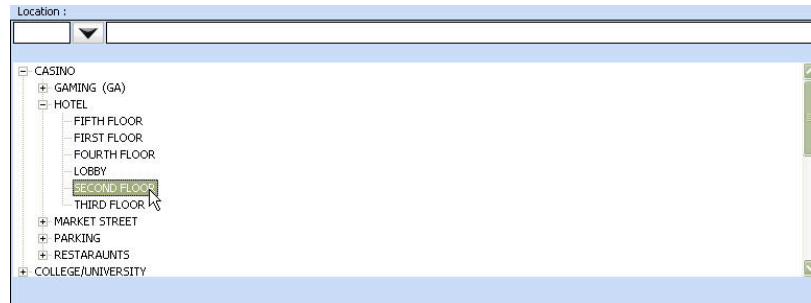 Location :
CASINO
GAMING (GA)
HOTEL
FIFTH FLOOR
FIRST FLOOR
FOURTH FLOOR
LOBBY
SECOND FLOOR
THIRD FLOOR
MARKET STREET
PARKING
RESTARAUNTS
COLLEGE/UNIVERSITY